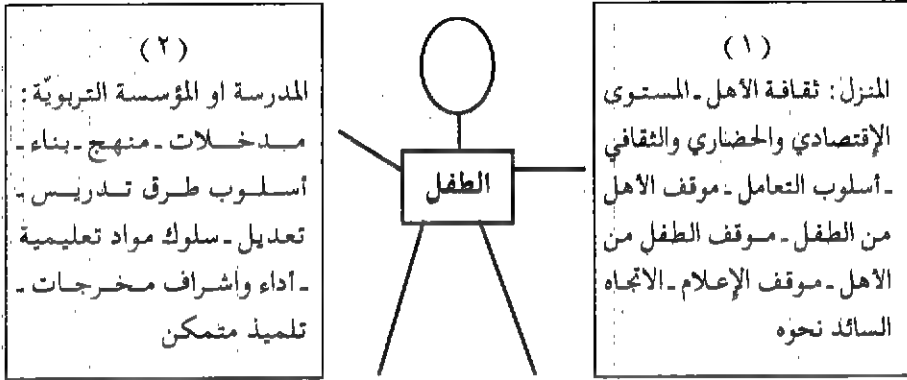 (١)
المنزل: ثقافة الأهل ـ المستوى
الإقتصادي والحضاري والثقافي
ـ أسلوب التعامل ـ موقف الأهل
من الطفل ـ موقف الطفل من
الأهل ـ موقف الإعلام ـ الاتجاه
السائد نحوه
الطفل
(٢)
المدرسة او المؤسسة التربويّة:
مدخلات ـ منهج ـ بناء ـ
أسلوب طرق تدريس ـ
تعديل ـ سلوك مواد تعليمية
ـ أداء وأشراف مخرجات ـ
تلميذ متمكن